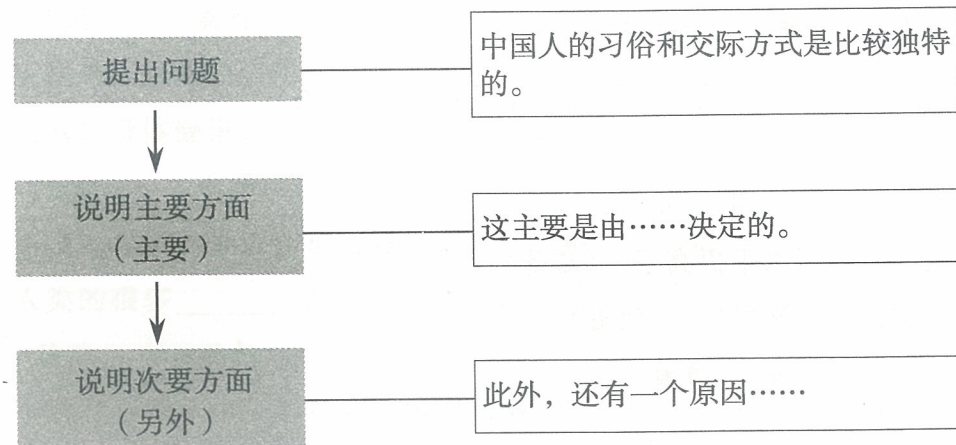 提出问题
中国人的习俗和交际方式是比较独特
的。
说明主要方面
（主要）
这主要是由……决定的。
说明次要方面
（另外）
此外，还有一个原因……